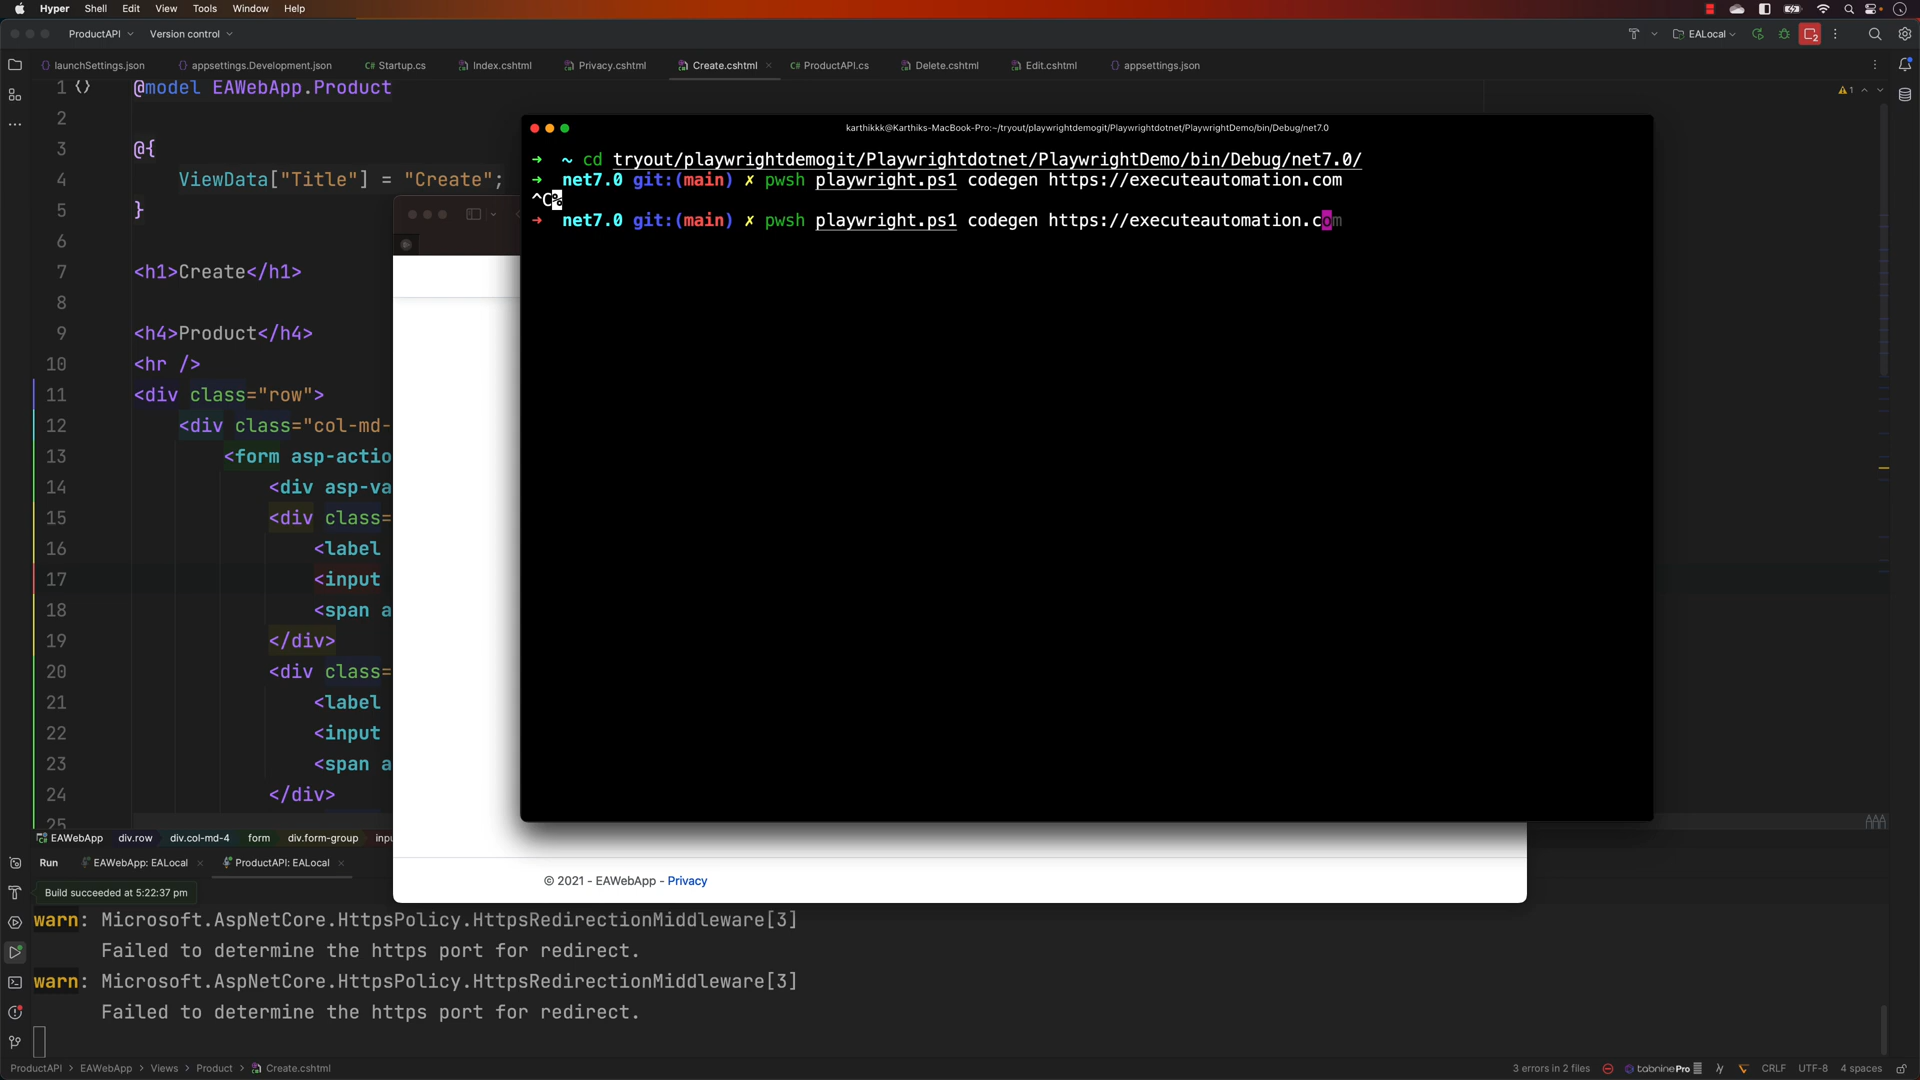 Hyper Shell Edit View Tools Window Help
ProductAPI Version control EALocal 2
launchSettings.json appsettings.Development.json Startup.cs Index.cshtml Privacy.cshtml Create.cshtml ProductAPI.cs Delete.cshtml Edit.cshtml appsettings.json
1 @model EAWebApp.Product
1
2
3 @{
4 ViewData["Title"] = "Create";
5 }
6
7 <h1>Create</h1>
8
9 <h4>Product</h4>
10 <hr />
11 <div class="row">
12 <div class="col-md-
13 <form asp-actio
14 <div asp-va
15 <div class=
16 <label
17 <input
18 <span a
19 </div>
20 <div class=
21 <label
22 <input
23 <span a
24 </div>
25
karthikkk@Karthiks-MacBook-Pro:~/tryout/playwrightdemogit/Playwrightdotnet/PlaywrightDemo/bin/Debug/net7.0
➜ ~ cd tryout/playwrightdemogit/Playwrightdotnet/PlaywrightDemo/bin/Debug/net7.0/
➜ net7.0 git:(main) ✗ pwsh playwright.ps1 codegen https://executeautomation.com
^C%
➜ net7.0 git:(main) ✗ pwsh playwright.ps1 codegen https://executeautomation.com
© 2021 - EAWebApp - Privacy
EAWebApp div.row div.col-md-4 form div.form-group inpu
Run EAWebApp: EALocal ProductAPI: EALocal
Build succeeded at 5:22:37 pm
warn: Microsoft.AspNetCore.HttpsPolicy.HttpsRedirectionMiddleware[3]
Failed to determine the https port for redirect.
warn: Microsoft.AspNetCore.HttpsPolicy.HttpsRedirectionMiddleware[3]
Failed to determine the https port for redirect.
ProductAPI > EAWebApp > Views > Product > Create.cshtml 3 errors in 2 files tabnine Pro CRLF UTF-8 4 spaces